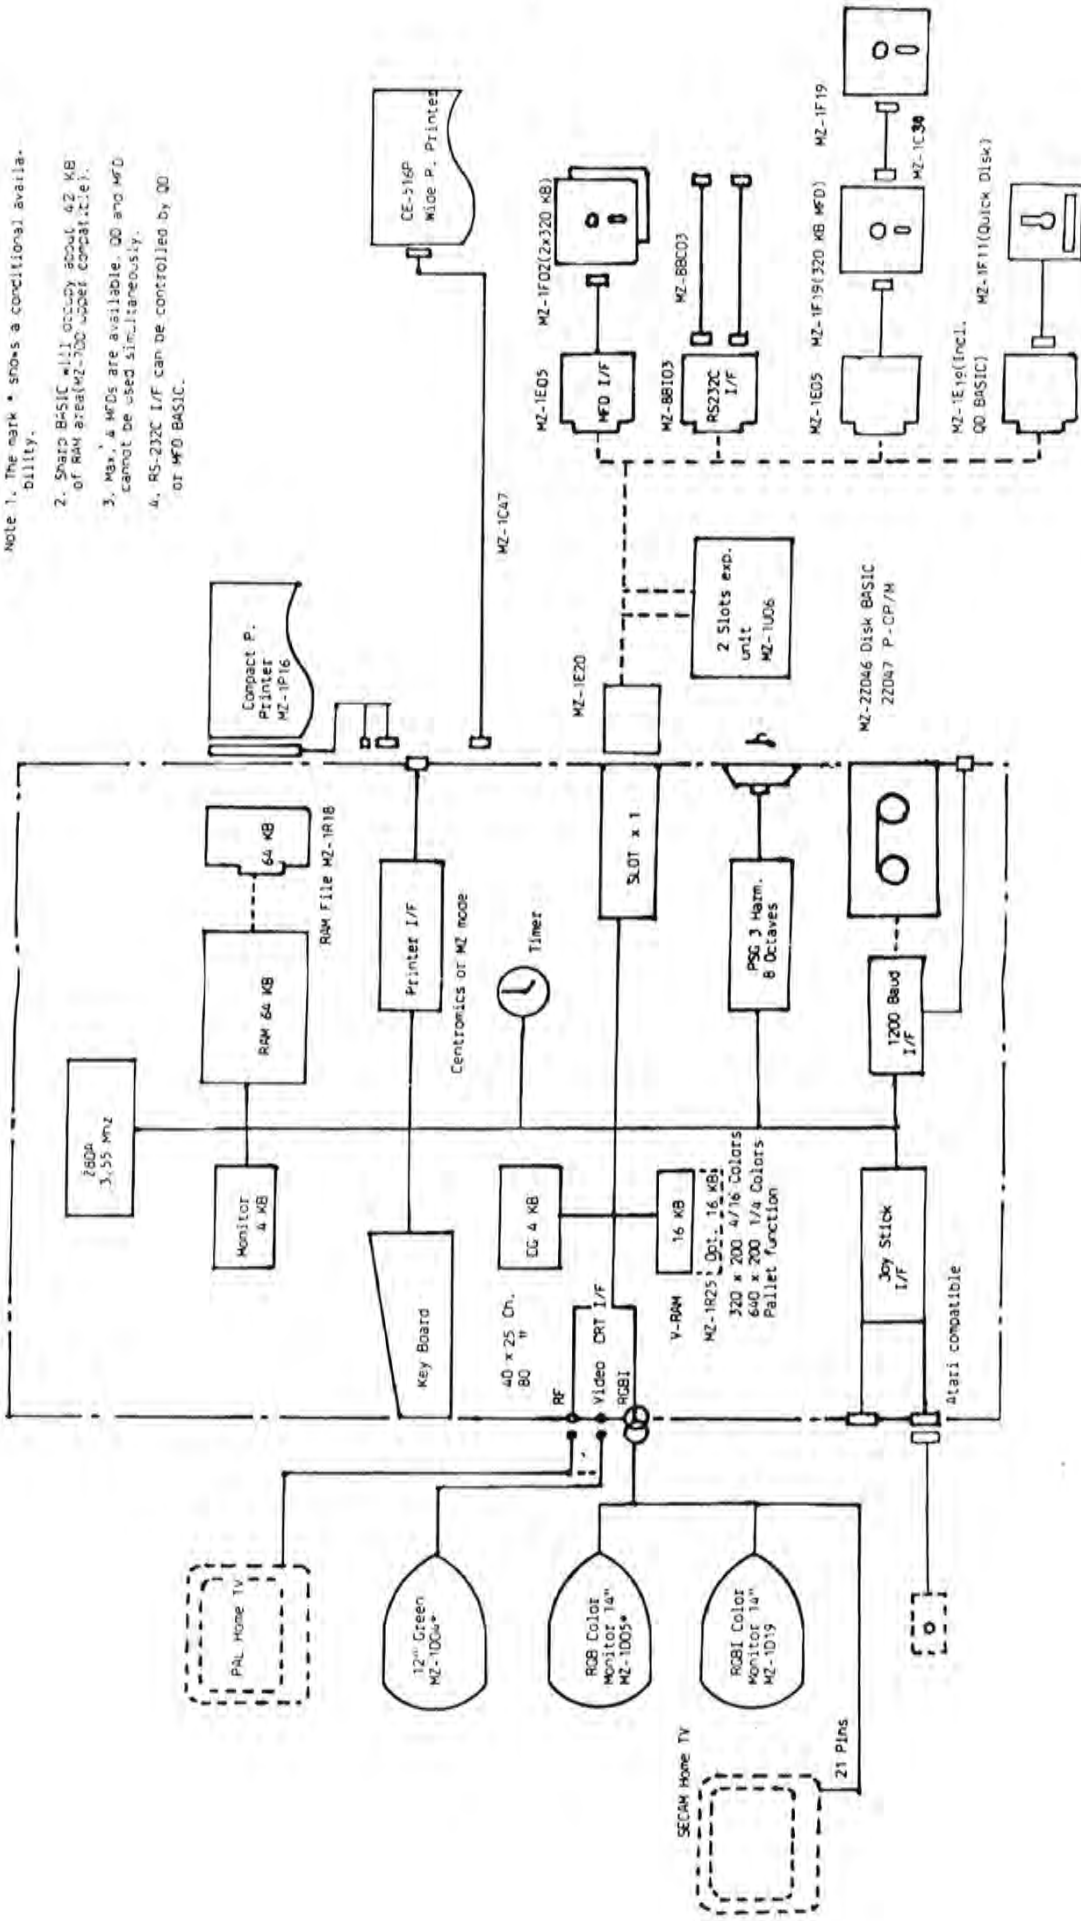 Note 1. The mark * shows a conditional availa-
bility.
2. Sharp BASIC will occupy about 42 KB
of RAM area(MZ-700 upper compatible).
3. Max, 4 MFDs are available. QD and MFD
cannot be used simultaneously.
4. RS-232C I/F can be controlled by QD
or MFD BASIC.
Z80A
3.55 MHz
Monitor
4 KB
RAM 64 KB
64 KB
RAM File MZ-1R18
Compact P.
Printer
MZ-1P16
CE-516P
Wide P. Printer
Key Board
Printer I/F
Centromics or MZ mode
MZ-1C47
Timer
PAL Home TV
12" Green
MZ-1D04*
RGB Color
Monitor 14"
MZ-1D05*
RGBI Color
Monitor 14"
MZ-1D19
SECAM Home TV
21 Pins
40 x 25 Ch.
80 "
RF
Video
CRT I/F
RGBI
CG 4 KB
V-RAM
16 KB
MZ-1R25
Opt. 16 KB
320 x 200 4/16 Colors
640 x 200 1/4 Colors
Pallet function
SLOT x 1
MZ-1E20
2 Slots exp.
unit
MZ-1U06
PSG 3 Harm.
8 Octaves
1200 Baud
I/F
MZ-2Z046 Disk BASIC
2Z047 P-CP/M
Joy Stick
I/F
Atari compatible
MZ-1E05
MFD I/F
MZ-1F02(2x320 KB)
MZ-8BI03
RS232C
I/F
MZ-8BC03
MZ-1E05
MZ-1F19(320 KB MFD)
MZ-1F19
MZ-1C38
MZ-1E19(Incl.
QD BASIC)
MZ-1F11(Quick Disk)